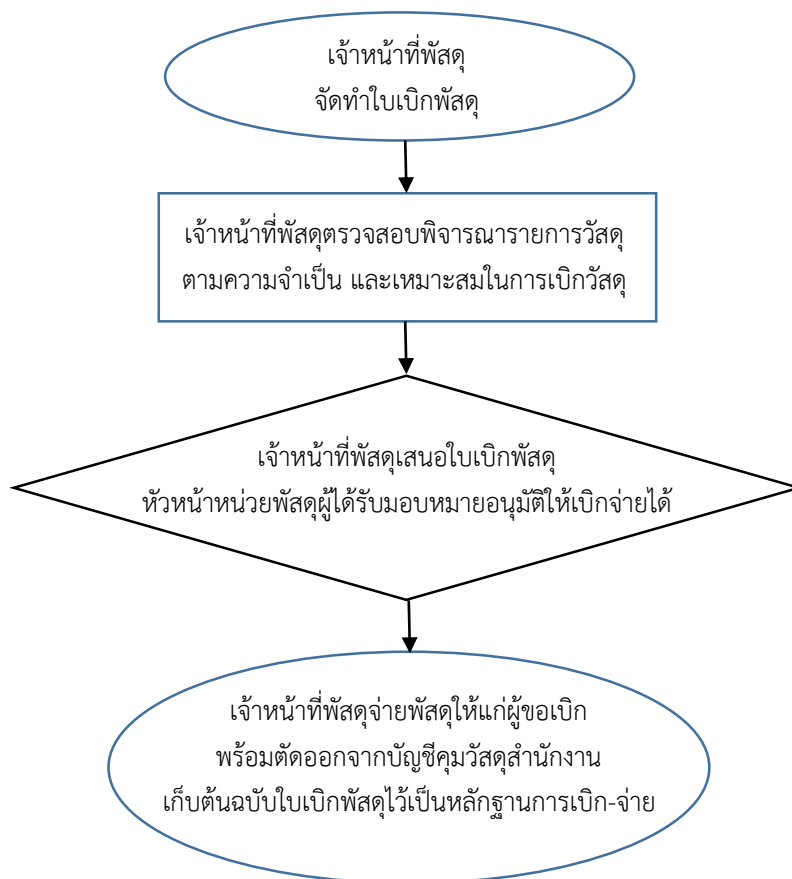 เจ้าหน้าที่พัสดุ
จัดทำใบเบิกพัสดุ
เจ้าหน้าที่พัสดุตรวจสอบพิจารณารายการวัสดุ
ตามความจำเป็น และเหมาะสมในการเบิกวัสดุ
เจ้าหน้าที่พัสดุเสนอใบเบิกพัสดุ
หัวหน้าหน่วยพัสดุผู้ได้รับมอบหมายอนุมัติให้เบิกจ่ายได้
เจ้าหน้าที่พัสดุจ่ายพัสดุให้แก่ผู้ขอเบิก
พร้อมตัดออกจากบัญชีคุมวัสดุสำนักงาน
เก็บต้นฉบับใบเบิกพัสดุไว้เป็นหลักฐานการเบิก-จ่าย